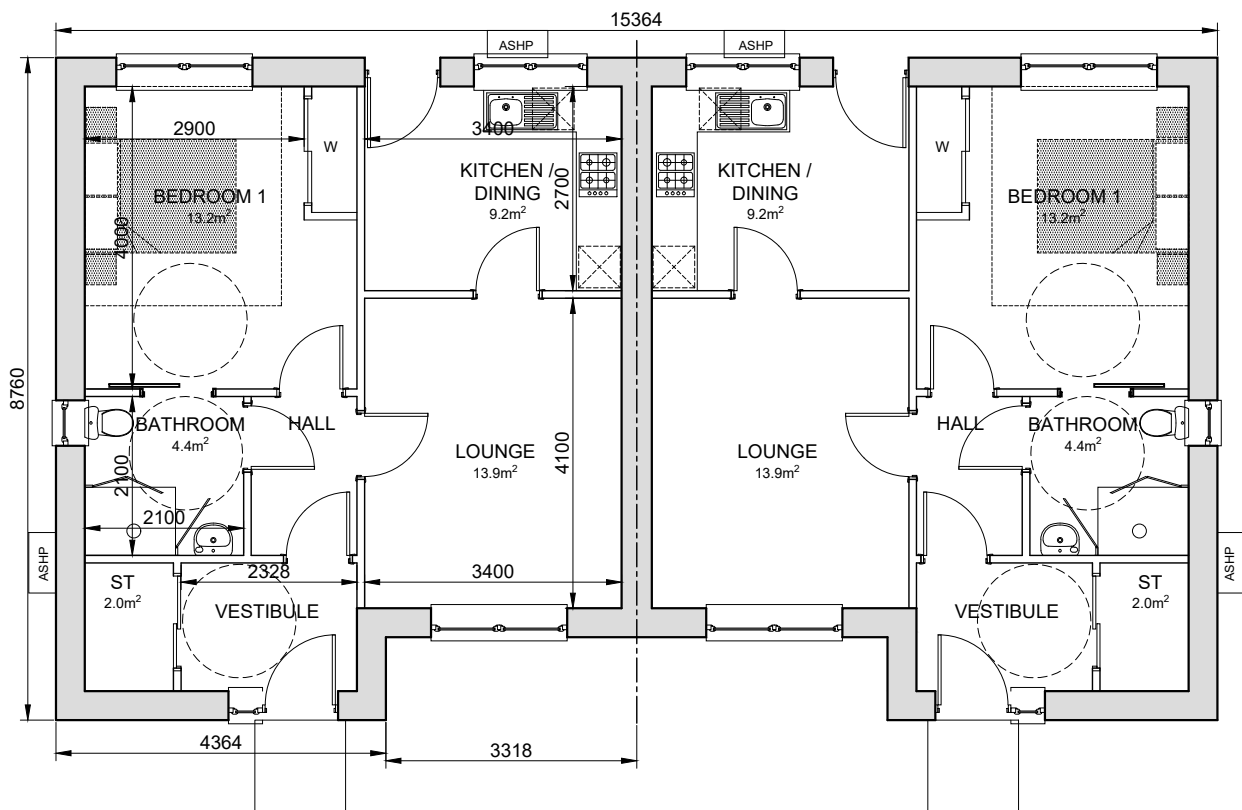 15364
ASHP
ASHP
2900
3400
W
BEDROOM 1
13.2m²
4000
KITCHEN /
DINING
9.2m²
2700
KITCHEN /
DINING
9.2m²
W
BEDROOM 1
13.2m²
8760
BATHROOM
4.4m²
HALL
LOUNGE
13.9m²
4100
LOUNGE
13.9m²
HALL
BATHROOM
4.4m²
2100
2100
ASHP
ASHP
2328
3400
ST
2.0m²
VESTIBULE
VESTIBULE
ST
2.0m²
4364
3318